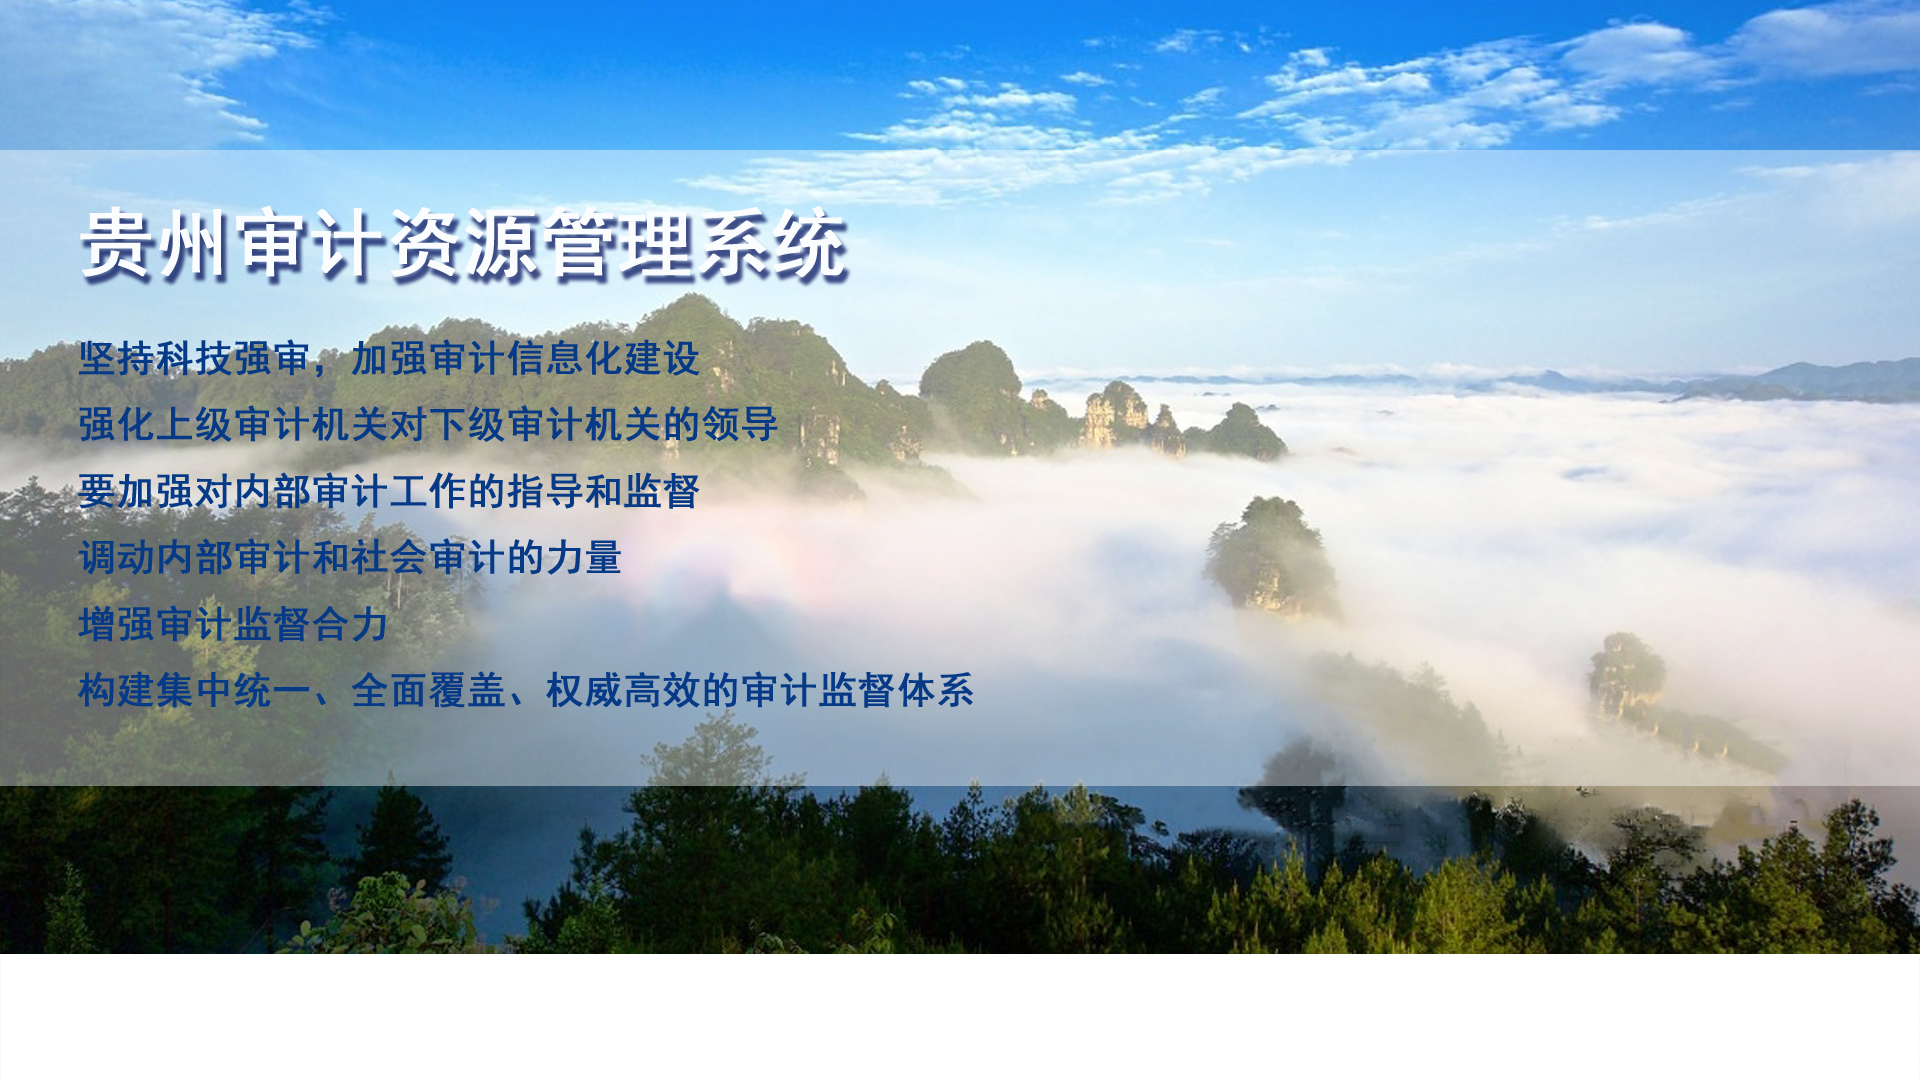 贵州审计资源管理系统
坚持科技强审，加强审计信息化建设
强化上级审计机关对下级审计机关的领导
要加强对内部审计工作的指导和监督
调动内部审计和社会审计的力量
增强审计监督合力
构建集中统一、全面覆盖、权威高效的审计监督体系